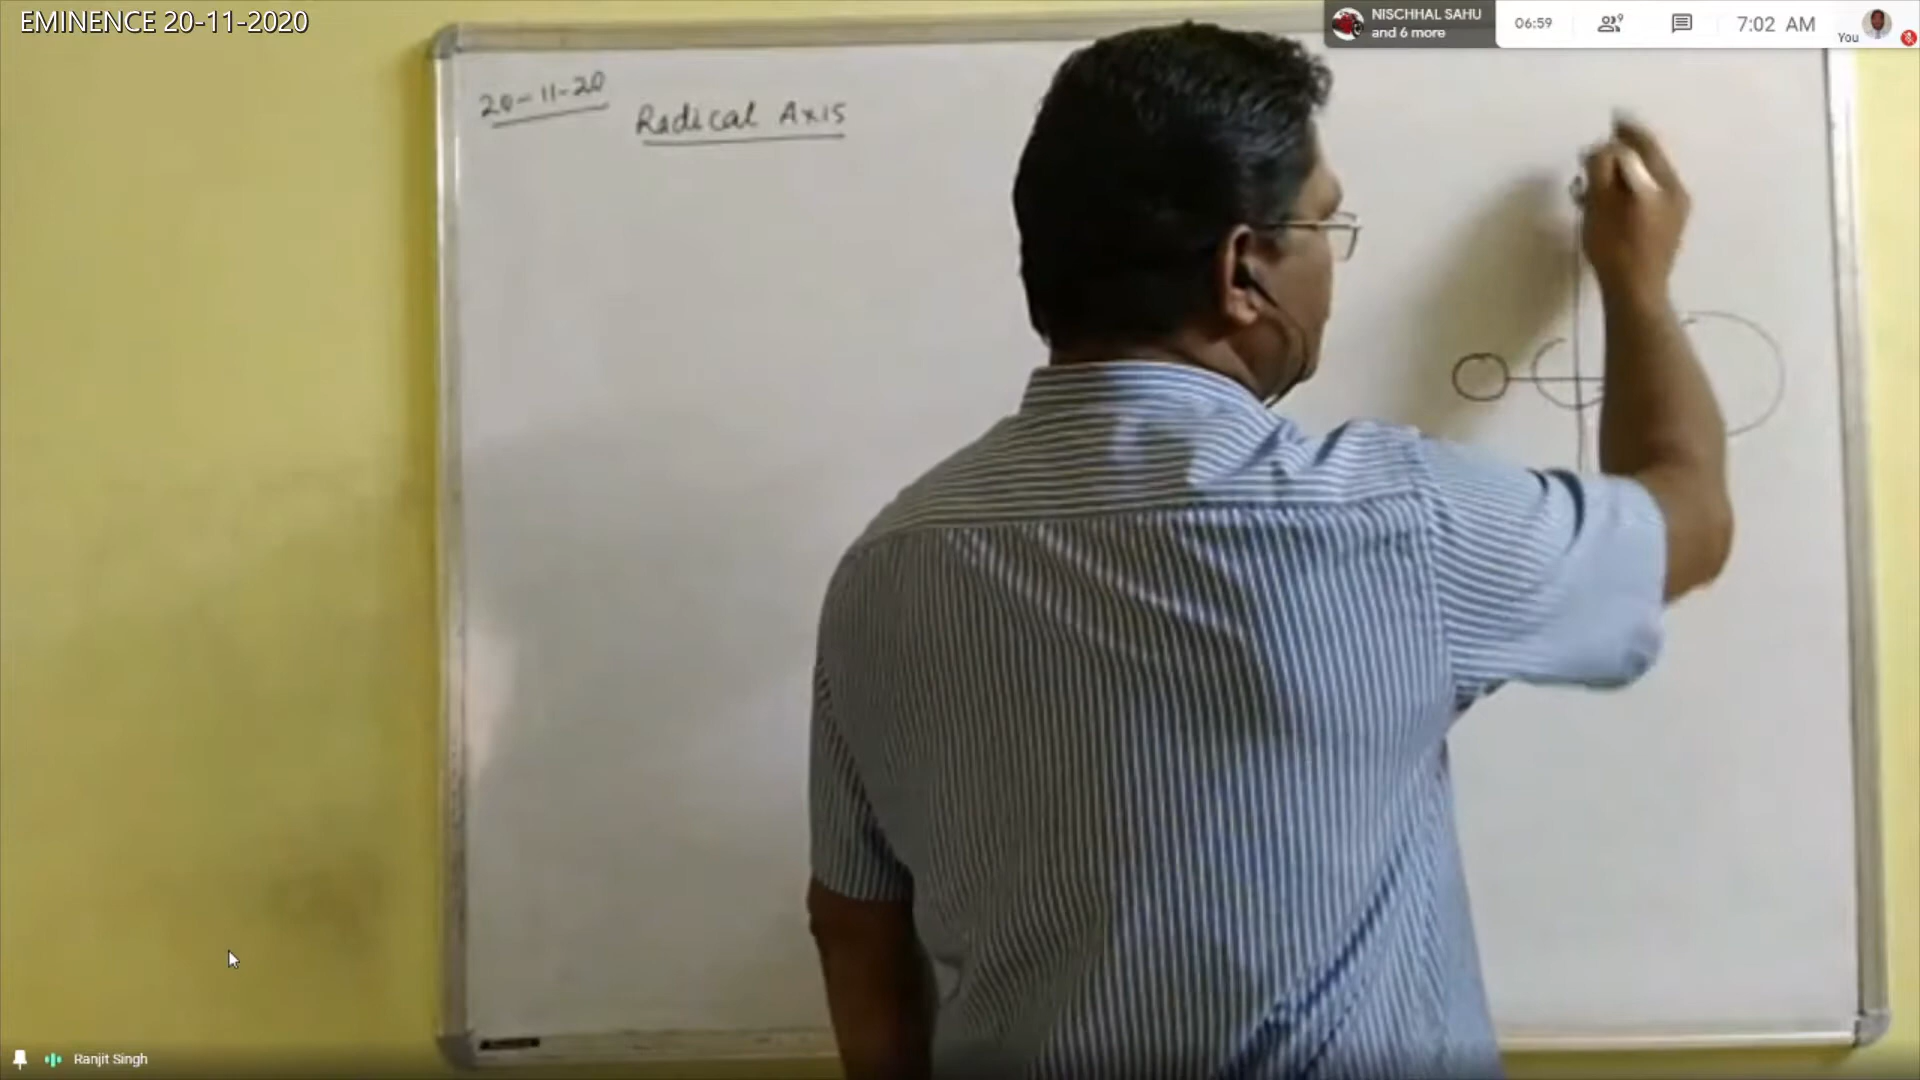 EMINENCE 20-11-2020
NISCHHAL SAHU
and 6 more
06:59
9
7:02 AM
You
20-11-20
Radical Axis
Ranjit Singh